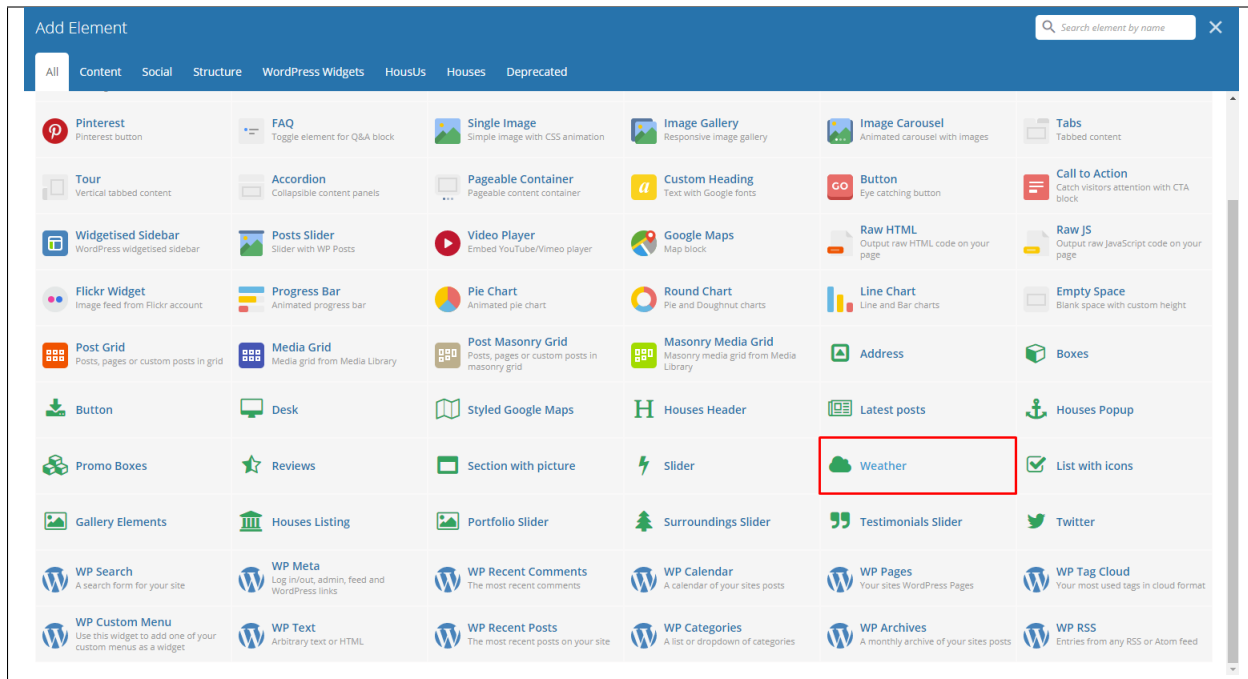 Add Element
Search element by name
All Content Social Structure WordPress Widgets HousUs Houses Deprecated
Pinterest
Pinterest button
FAQ
Toggle element for Q&A block
Single Image
Simple image with CSS animation
Image Gallery
Responsive image gallery
Image Carousel
Animated carousel with images
Tabs
Tabbed content
Tour
Vertical tabbed content
Accordion
Collapsible content panels
Pageable Container
Pageable content container
a
Custom Heading
Text with Google fonts
GO
Button
Eye catching button
Call to Action
Catch visitors attention with CTA
block
Widgetised Sidebar
WordPress widgetised sidebar
Posts Slider
Slider with WP Posts
Video Player
Embed YouTube/Vimeo player
Google Maps
Map block
Raw HTML
Output raw HTML code on your
page
Raw JS
Output raw JavaScript code on your
page
Flickr Widget
Image feed from Flickr account
Progress Bar
Animated progress bar
Pie Chart
Animated pie chart
Round Chart
Pie and Doughnut charts
Line Chart
Line and Bar charts
Empty Space
Blank space with custom height
Post Grid
Posts, pages or custom posts in grid
Media Grid
Media grid from Media Library
Post Masonry Grid
Posts, pages or custom posts in
masonry grid
Masonry Media Grid
Masonry media grid from Media
Library
Address
Boxes
Button
Desk
Styled Google Maps
H
Houses Header
Latest posts
Houses Popup
Promo Boxes
Reviews
Section with picture
Slider
Weather
List with icons
Gallery Elements
Houses Listing
Portfolio Slider
Surroundings Slider
Testimonials Slider
Twitter
WP Search
A search form for your site
WP Meta
Log in/out, admin, feed and
WordPress links
WP Recent Comments
The most recent comments
WP Calendar
A calendar of your sites posts
WP Pages
Your sites WordPress Pages
WP Tag Cloud
Your most used tags in cloud format
WP Custom Menu
Use this widget to add one of your
custom menus as a widget
WP Text
Arbitrary text or HTML
WP Recent Posts
The most recent posts on your site
WP Categories
A list or dropdown of categories
WP Archives
A monthly archive of your sites posts
WP RSS
Entries from any RSS or Atom feed